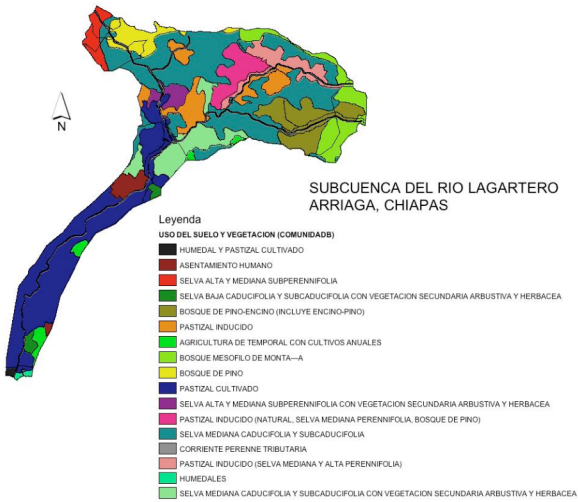 N
SUBCUENCA DEL RIO LAGARTERO
ARRIAGA, CHIAPAS
Leyenda
USO DEL SUELO Y VEGETACION (COMUNIDADB)
HUMEDAL Y PASTIZAL CULTIVADO
ASENTAMIENTO HUMANO
SELVA ALTA Y MEDIANA SUBPERENNIFOLIA
SELVA BAJA CADUCIFOLIA Y SUBCADUCIFOLIA CON VEGETACION SECUNDARIA ARBUSTIVA Y HERBACEA
BOSQUE DE PINO-ENCINO (INCLUYE ENCINO-PINO)
PASTIZAL INDUCIDO
AGRICULTURA DE TEMPORAL CON CULTIVOS ANUALES
BOSQUE MESOFILO DE MONTA---A
BOSQUE DE PINO
PASTIZAL CULTIVADO
SELVA ALTA Y MEDIANA SUBPERENNIFOLIA CON VEGETACION SECUNDARIA ARBUSTIVA Y HERBACEA
PASTIZAL INDUCIDO (NATURAL, SELVA MEDIANA PERENNIFOLIA, BOSQUE DE PINO)
SELVA MEDIANA CADUCIFOLIA Y SUBCADUCIFOLIA
CORRIENTE PERENNE TRIBUTARIA
PASTIZAL INDUCIDO (SELVA MEDIANA Y ALTA PERENNIFOLIA)
HUMEDALES
SELVA MEDIANA CADUCIFOLIA Y SUBCADUCIFOLIA CON VEGETACION SECUNDARIA ARBUSTIVA Y HERBACEA